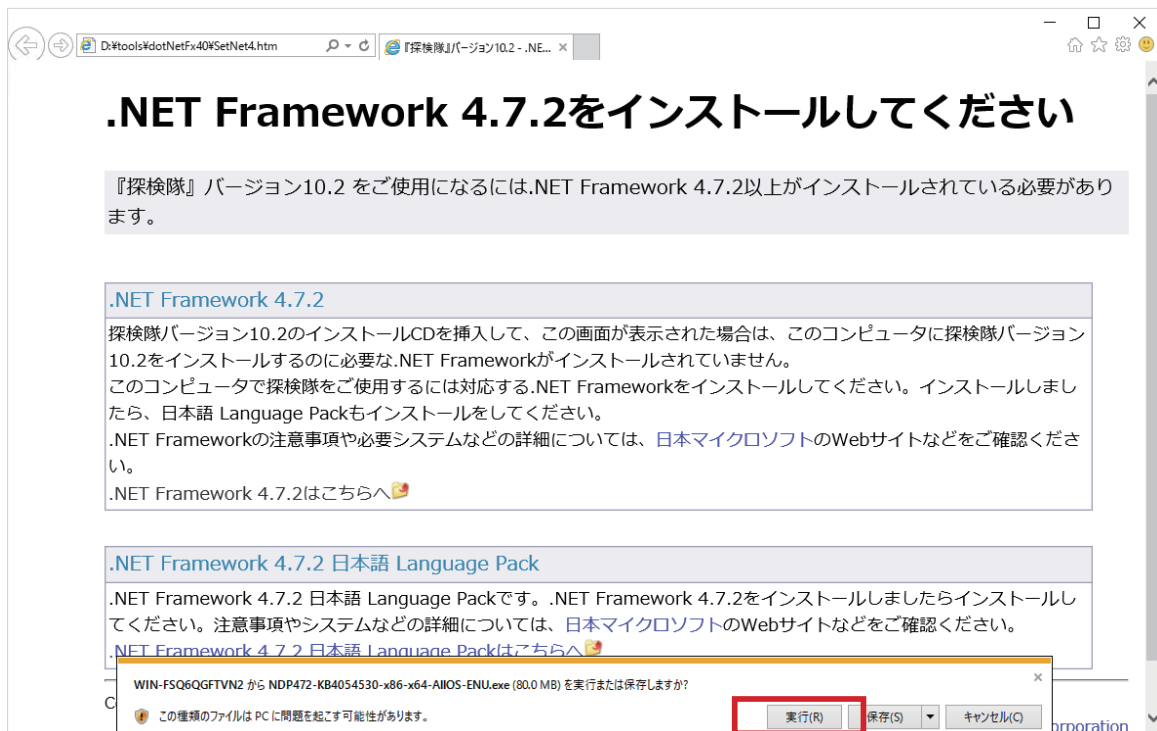 D:¥tools¥dotNetFx40¥SetNet4.htm
『探検隊』バージョン10.2 - .NE...
.NET Framework 4.7.2をインストールしてください
『探検隊』バージョン10.2 をご使用になるには.NET Framework 4.7.2以上がインストールされている必要があり
ます。
.NET Framework 4.7.2
探検隊バージョン10.2のインストールCDを挿入して、この画面が表示された場合は、このコンピュータに探検隊バージョン
10.2をインストールするのに必要な.NET Frameworkがインストールされていません。
このコンピュータで探検隊をご使用するには対応する.NET Frameworkをインストールしてください。インストールしまし
たら、日本語 Language Packもインストールをしてください。
.NET Frameworkの注意事項や必要システムなどの詳細については、日本マイクロソフトのWebサイトなどをご確認くださ
い。
.NET Framework 4.7.2はこちらへ
.NET Framework 4.7.2 日本語 Language Pack
.NET Framework 4.7.2 日本語 Language Packです。.NET Framework 4.7.2をインストールしましたらインストールし
てください。注意事項やシステムなどの詳細については、日本マイクロソフトのWebサイトなどをご確認ください。
.NET Framework 4.7.2 日本語 Language Packはこちらへ
WIN-FSQ6QGFTVN2 から NDP472-KB4054530-x86-x64-AllOS-ENU.exe (80.0 MB) を実行または保存しますか?
この種類のファイルは PC に問題を起こす可能性があります。
実行(R) 保存(S) キャンセル(C)